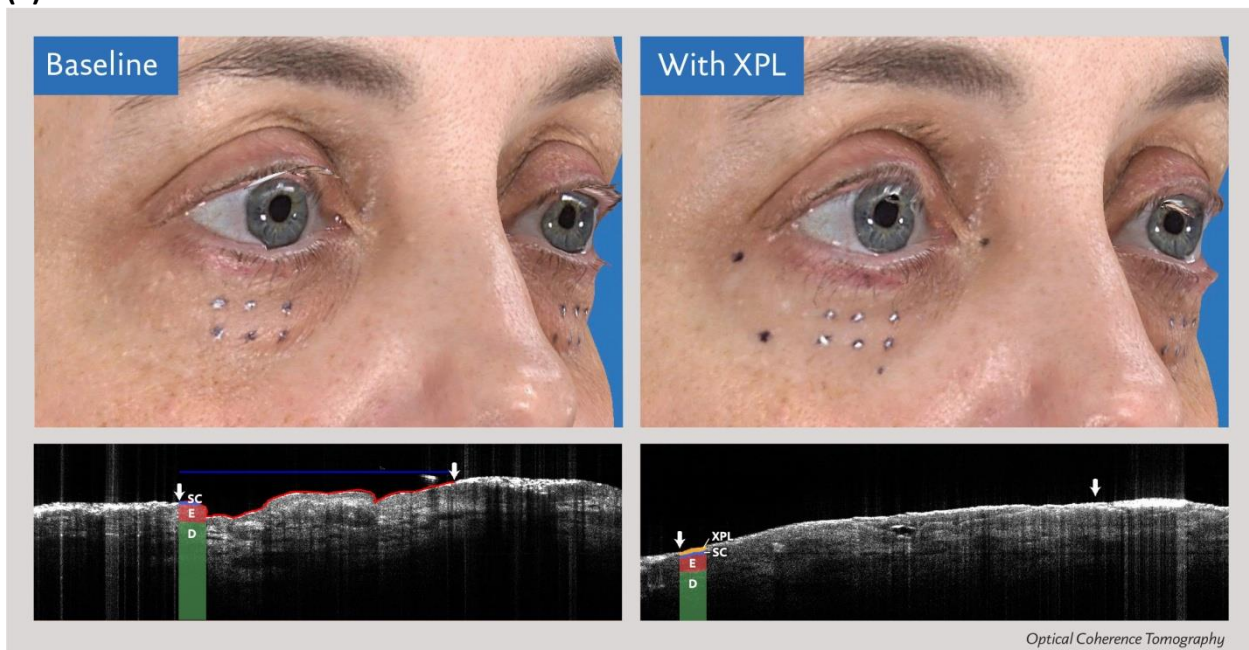 Baseline
With XPL
SC
E
D
XPL
SC
E
D
Optical Coherence Tomography